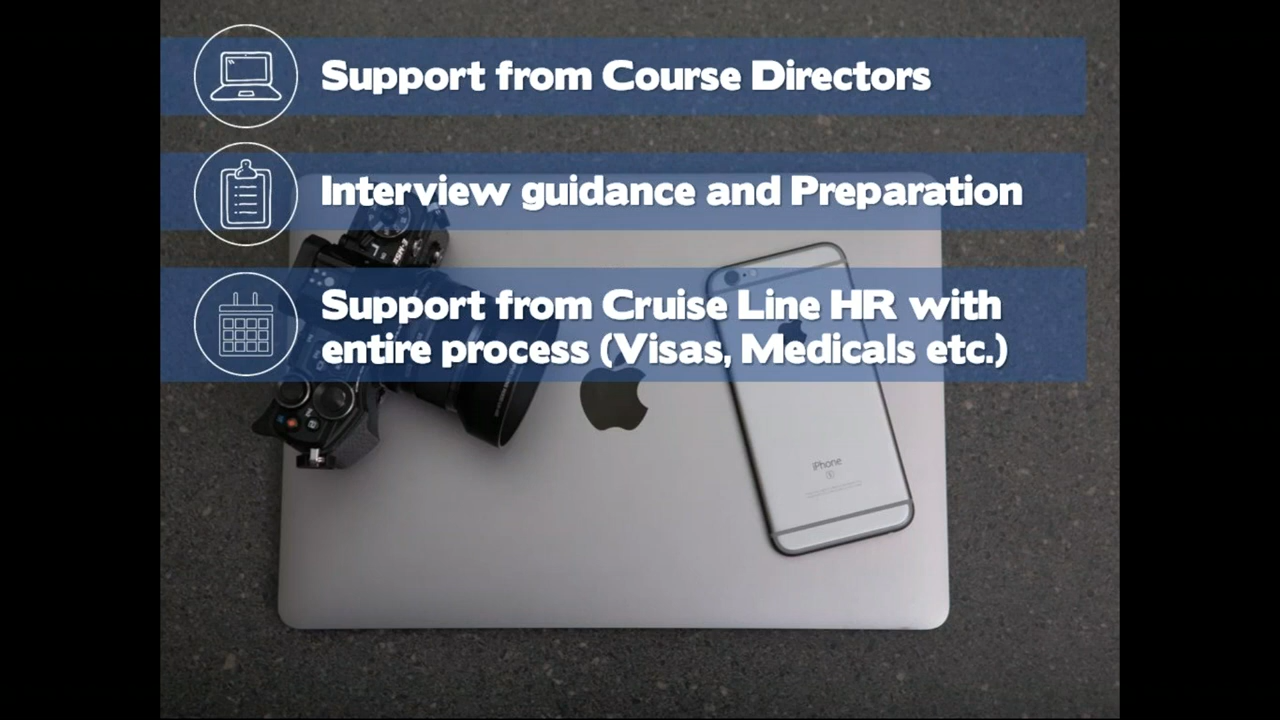 Support from Course Directors
Interview guidance and Preparation
Support from Cruise Line HR with
entire process (Visas, Medicals etc.)
iPhone
S